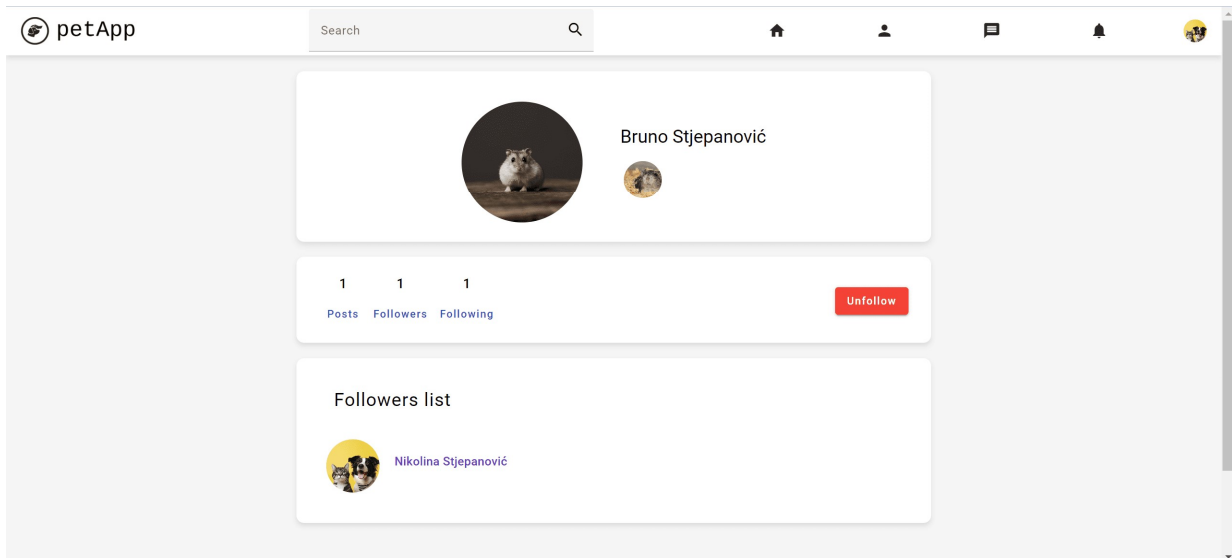 petApp
Search
Bruno Stjepanović
1 1 1
Posts Followers Following
Unfollow
Followers list
Nikolina Stjepanović